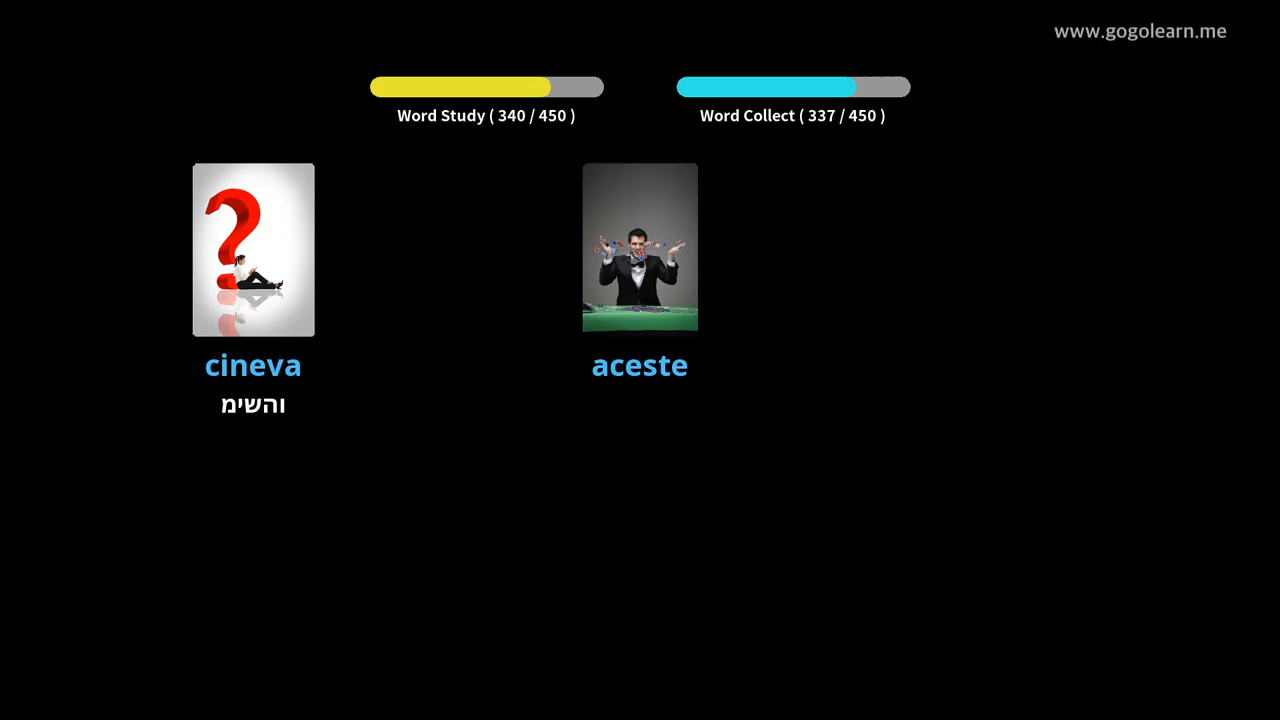 www.gogolearn.me
Word Study ( 340 / 450 )
Word Collect ( 337 / 450 )
cineva
והשימ
aceste